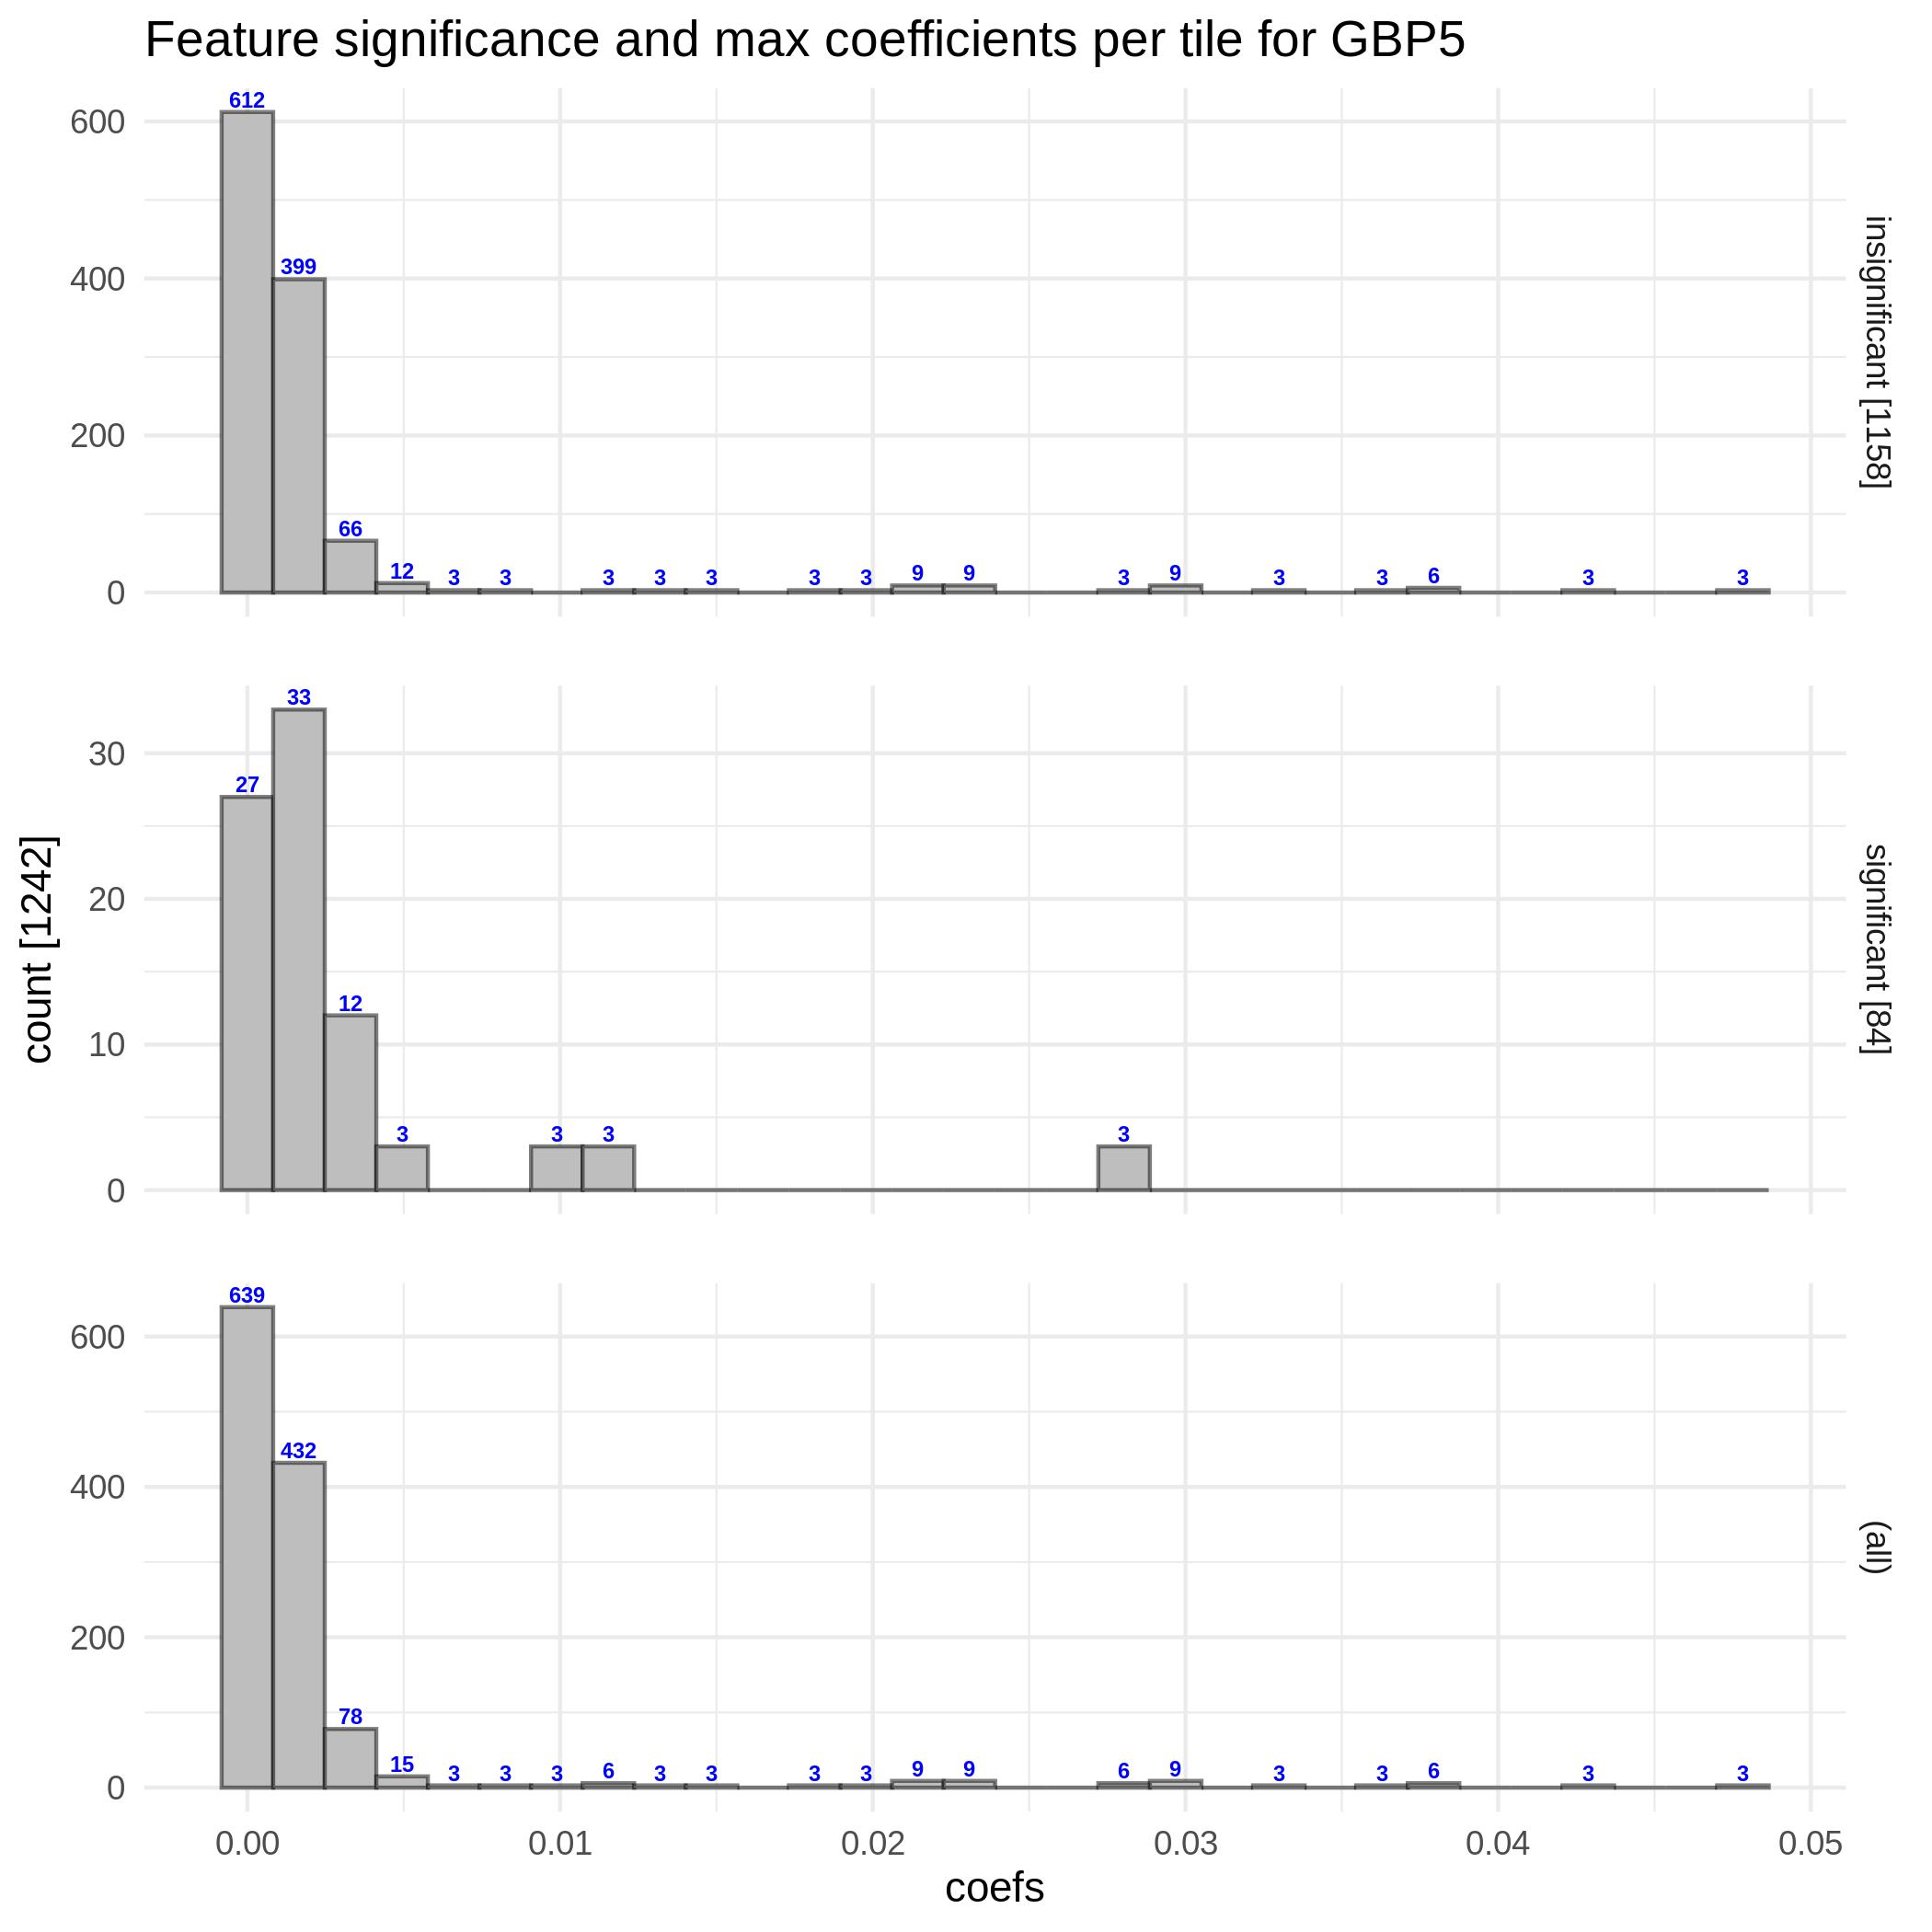 Feature significance and max coefficients per tile for GBP5
612
600
399
400
200
66
12 3 3 3 3 3 3 3 9 9 3 9 3 3 6 3 3
0
insignificant [1158]
33
30
27
20
12
10
3 3 3 3
0
significant [84]
count [1242]
639
600
432
400
200
78
15 3 3 3 6 3 3 3 3 9 9 6 9 3 3 6 3 3
0
(all)
0.00 0.01 0.02 0.03 0.04 0.05
coefs